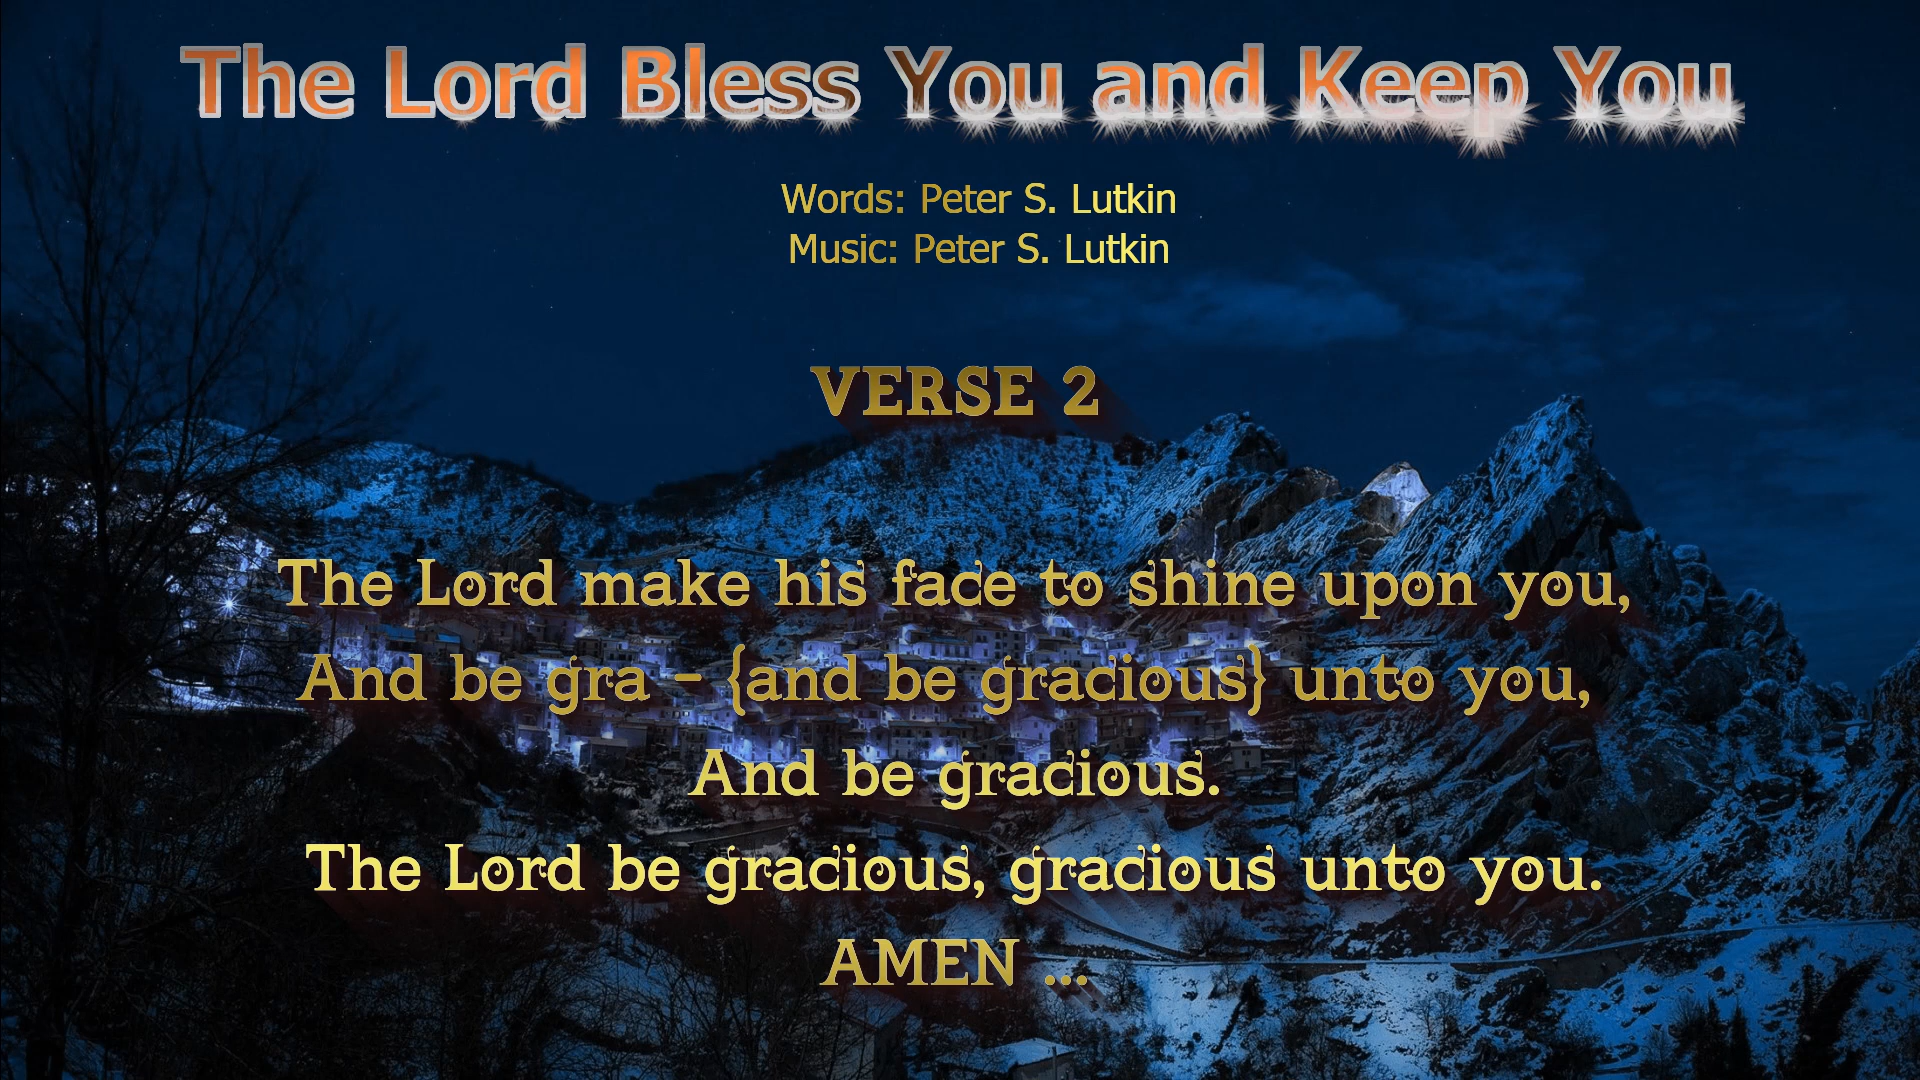 The Lord Bless You and Keep You
Words: Peter S. Lutkin
Music: Peter S. Lutkin
VERSE 2
The Lord make his face to shine upon you,
And be gra - {and be gracious} unto you,
And be gracious.
The Lord be gracious, gracious unto you.
AMEN ...